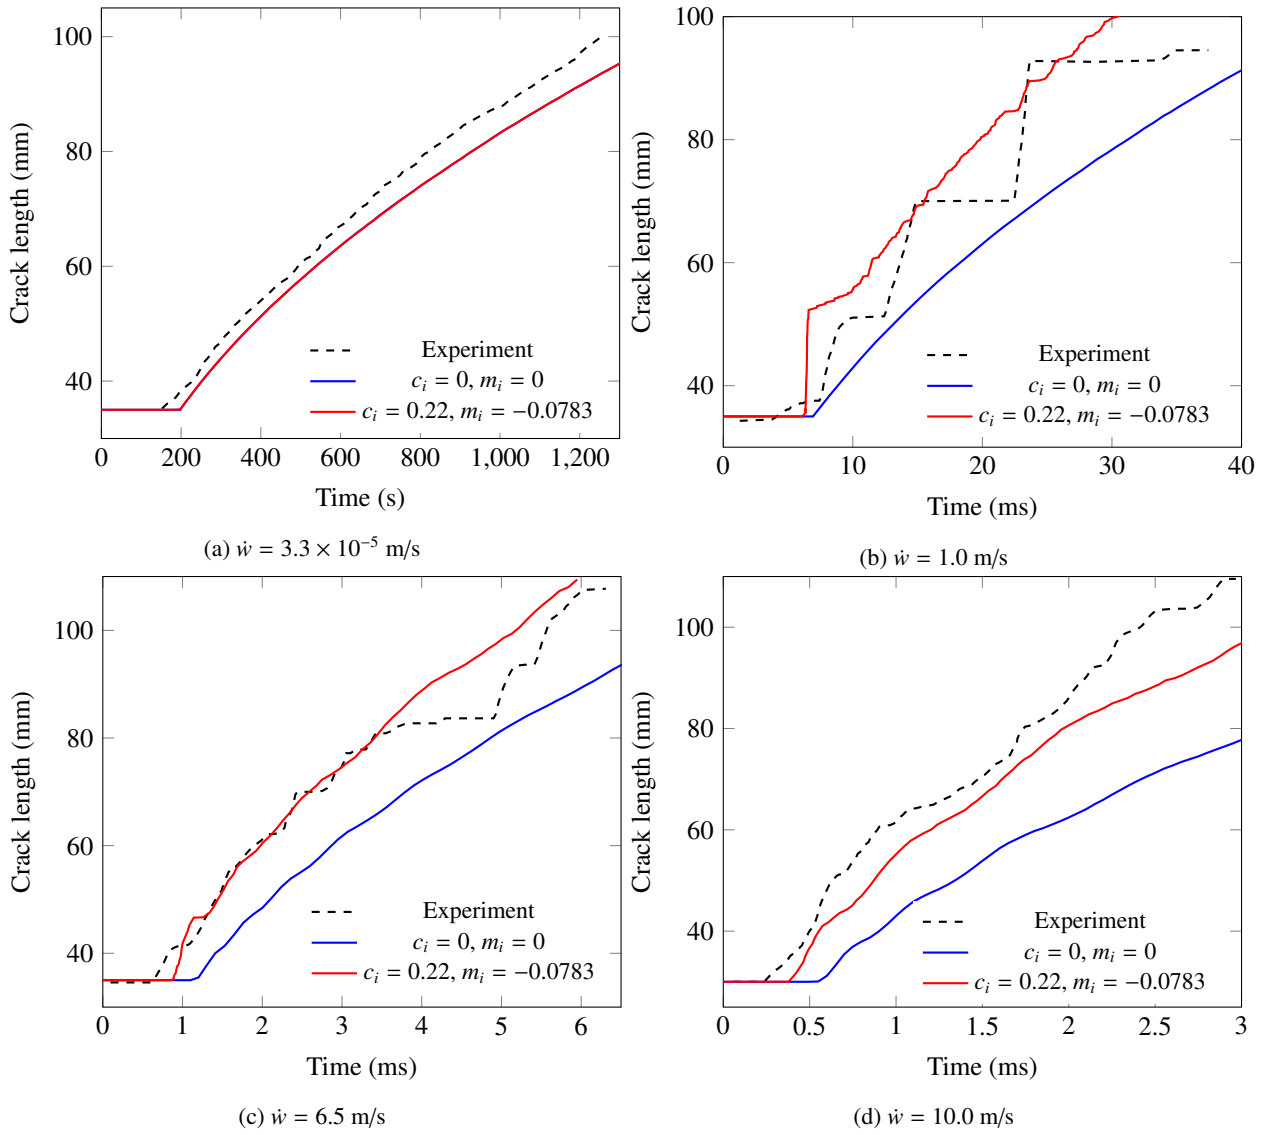 100
80
60
40
0
200
400
600
800
1,000
1,200
Crack length (mm)
Time (s)
Experiment
c_i = 0, m_i = 0
c_i = 0.22, m_i = −0.0783
(a) ẇ = 3.3 × 10⁻⁵ m/s
100
80
60
40
0
10
20
30
40
Crack length (mm)
Time (ms)
Experiment
c_i = 0, m_i = 0
c_i = 0.22, m_i = −0.0783
(b) ẇ = 1.0 m/s
100
80
60
40
0
1
2
3
4
5
6
Crack length (mm)
Time (ms)
Experiment
c_i = 0, m_i = 0
c_i = 0.22, m_i = −0.0783
(c) ẇ = 6.5 m/s
100
80
60
40
0
0.5
1
1.5
2
2.5
3
Crack length (mm)
Time (ms)
Experiment
c_i = 0, m_i = 0
c_i = 0.22, m_i = −0.0783
(d) ẇ = 10.0 m/s